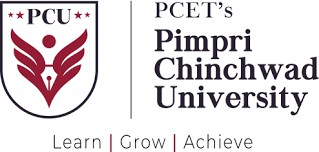 PCU
PCET's
Pimpri
Chinchwad
University
Learn | Grow | Achieve